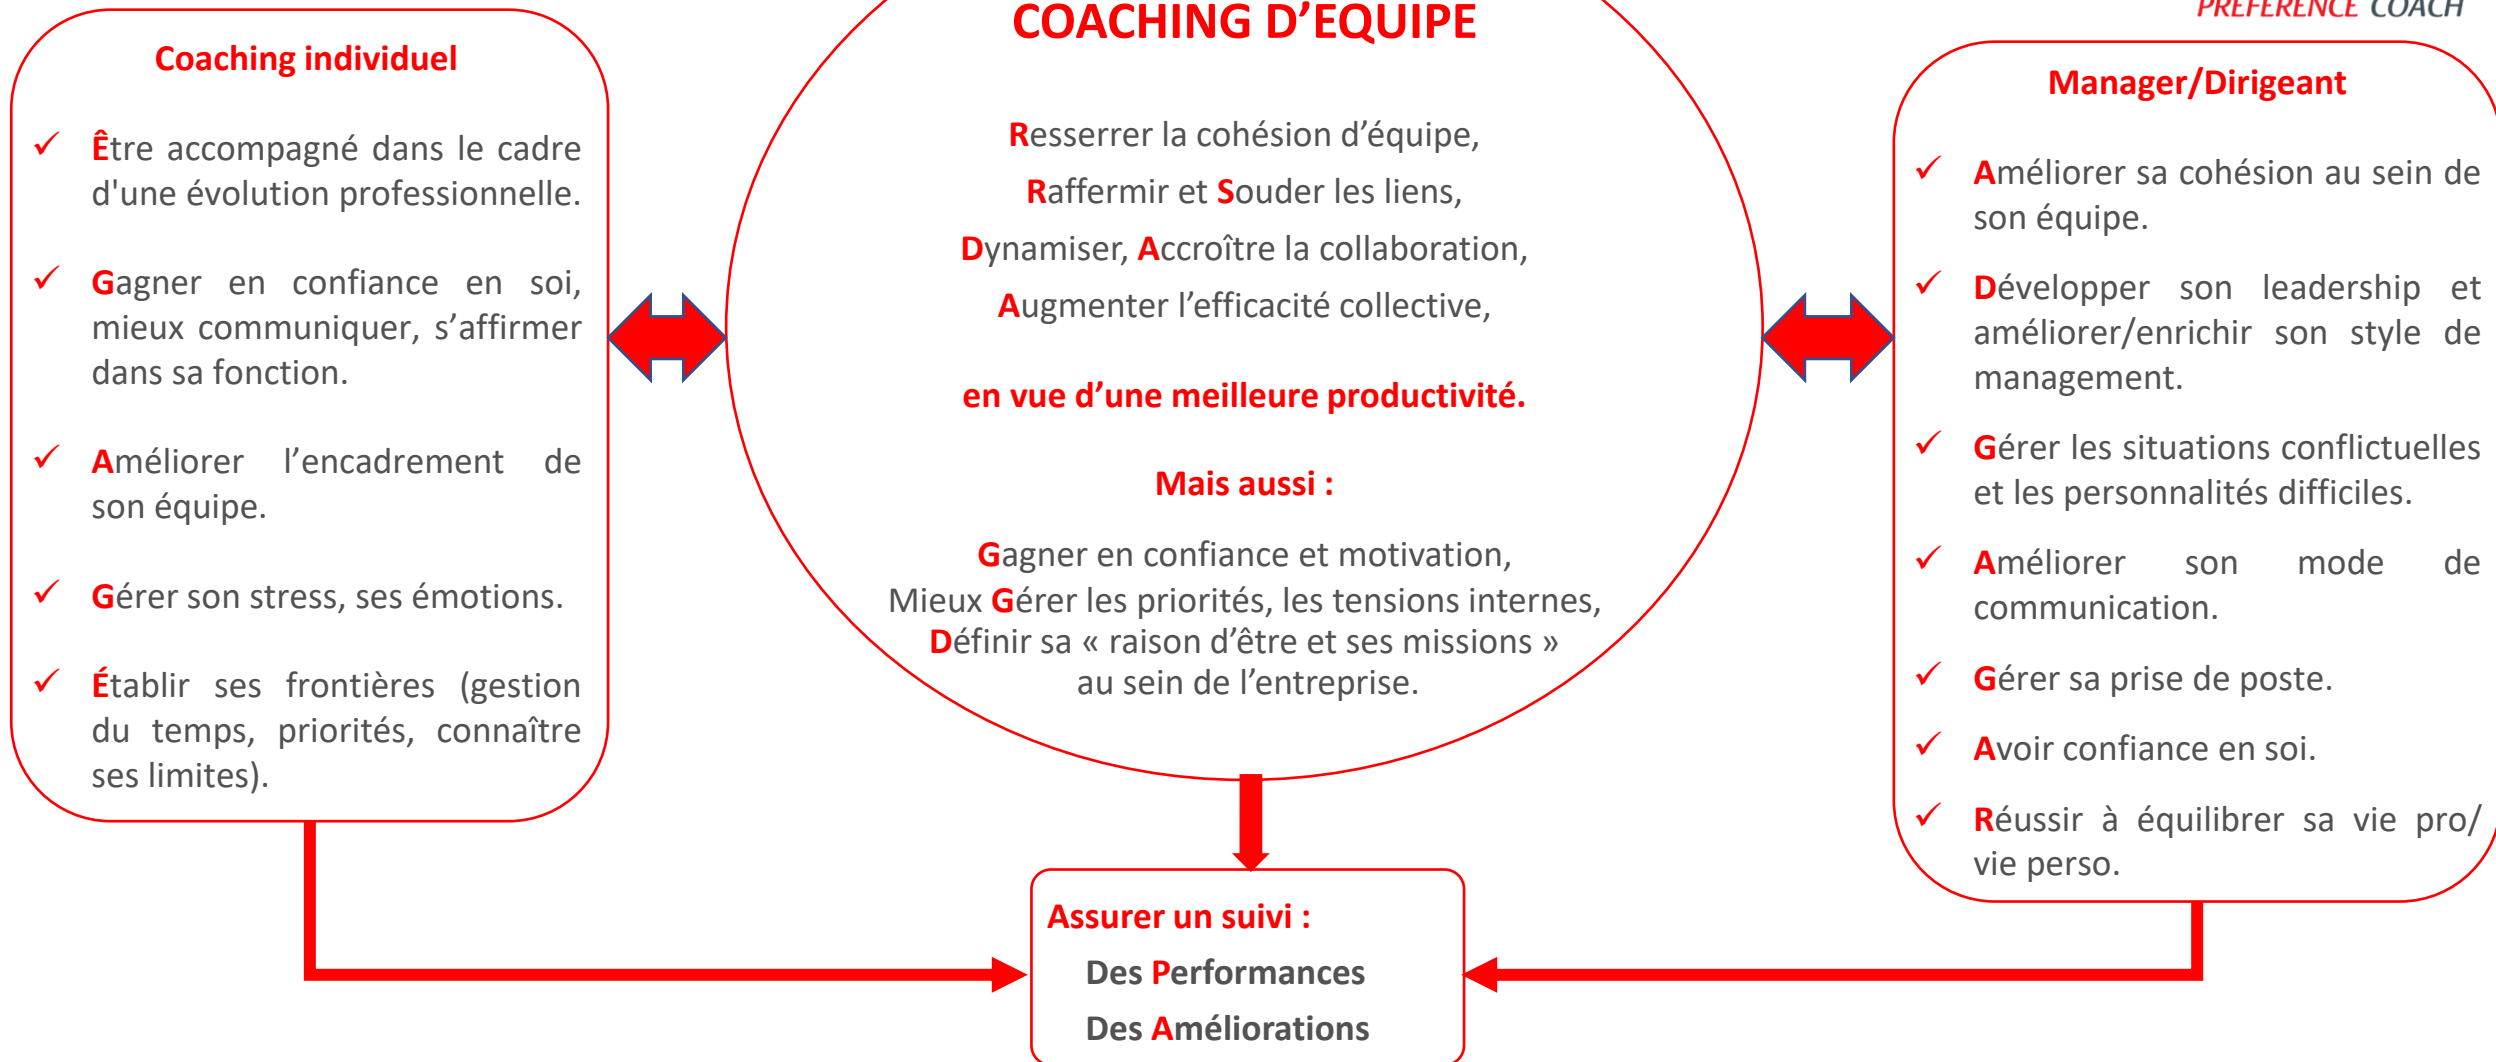 PREFERENCE COACH
COACHING D’EQUIPE
Coaching individuel
Être accompagné dans le cadre
d'une évolution professionnelle.
Gagner en confiance en soi,
mieux communiquer, s’affirmer
dans sa fonction.
Améliorer l’encadrement de
son équipe.
Gérer son stress, ses émotions.
Établir ses frontières (gestion
du temps, priorités, connaître
ses limites).
Resserrer la cohésion d’équipe,
Raffermir et Souder les liens,
Dynamiser, Accroître la collaboration,
Augmenter l’efficacité collective,
en vue d’une meilleure productivité.
Mais aussi :
Gagner en confiance et motivation,
Mieux Gérer les priorités, les tensions internes,
Définir sa « raison d’être et ses missions »
au sein de l’entreprise.
Manager/Dirigeant
Améliorer sa cohésion au sein de
son équipe.
Développer son leadership et
améliorer/enrichir son style de
management.
Gérer les situations conflictuelles
et les personnalités difficiles.
Améliorer son mode de
communication.
Gérer sa prise de poste.
Avoir confiance en soi.
Réussir à équilibrer sa vie pro/
vie perso.
Assurer un suivi :
Des Performances
Des Améliorations